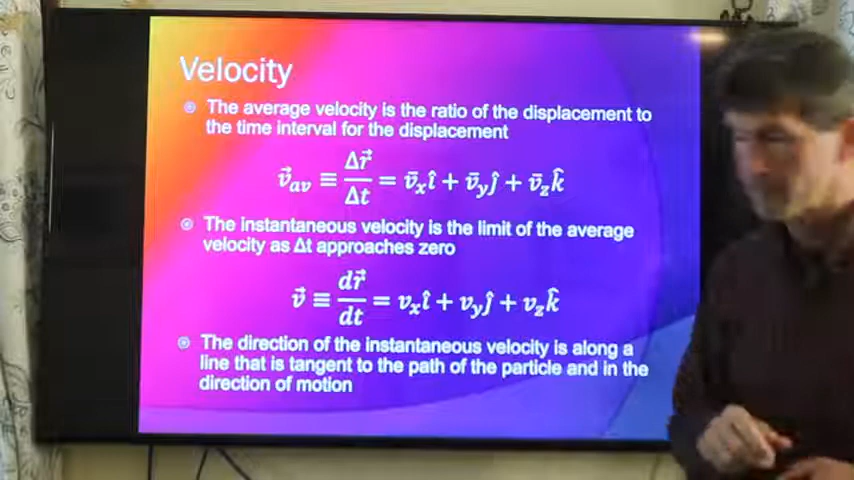 Velocity
The average velocity is the ratio of the displacement to
the time interval for the displacement
v⃗av ≡ Δr⃗/Δt = v̄xî + v̄yĵ + v̄zk̂
The instantaneous velocity is the limit of the average
velocity as Δt approaches zero
v⃗ ≡ dr⃗/dt = vxî + vyĵ + vzk̂
The direction of the instantaneous velocity is along a
line that is tangent to the path of the particle and in the
direction of motion